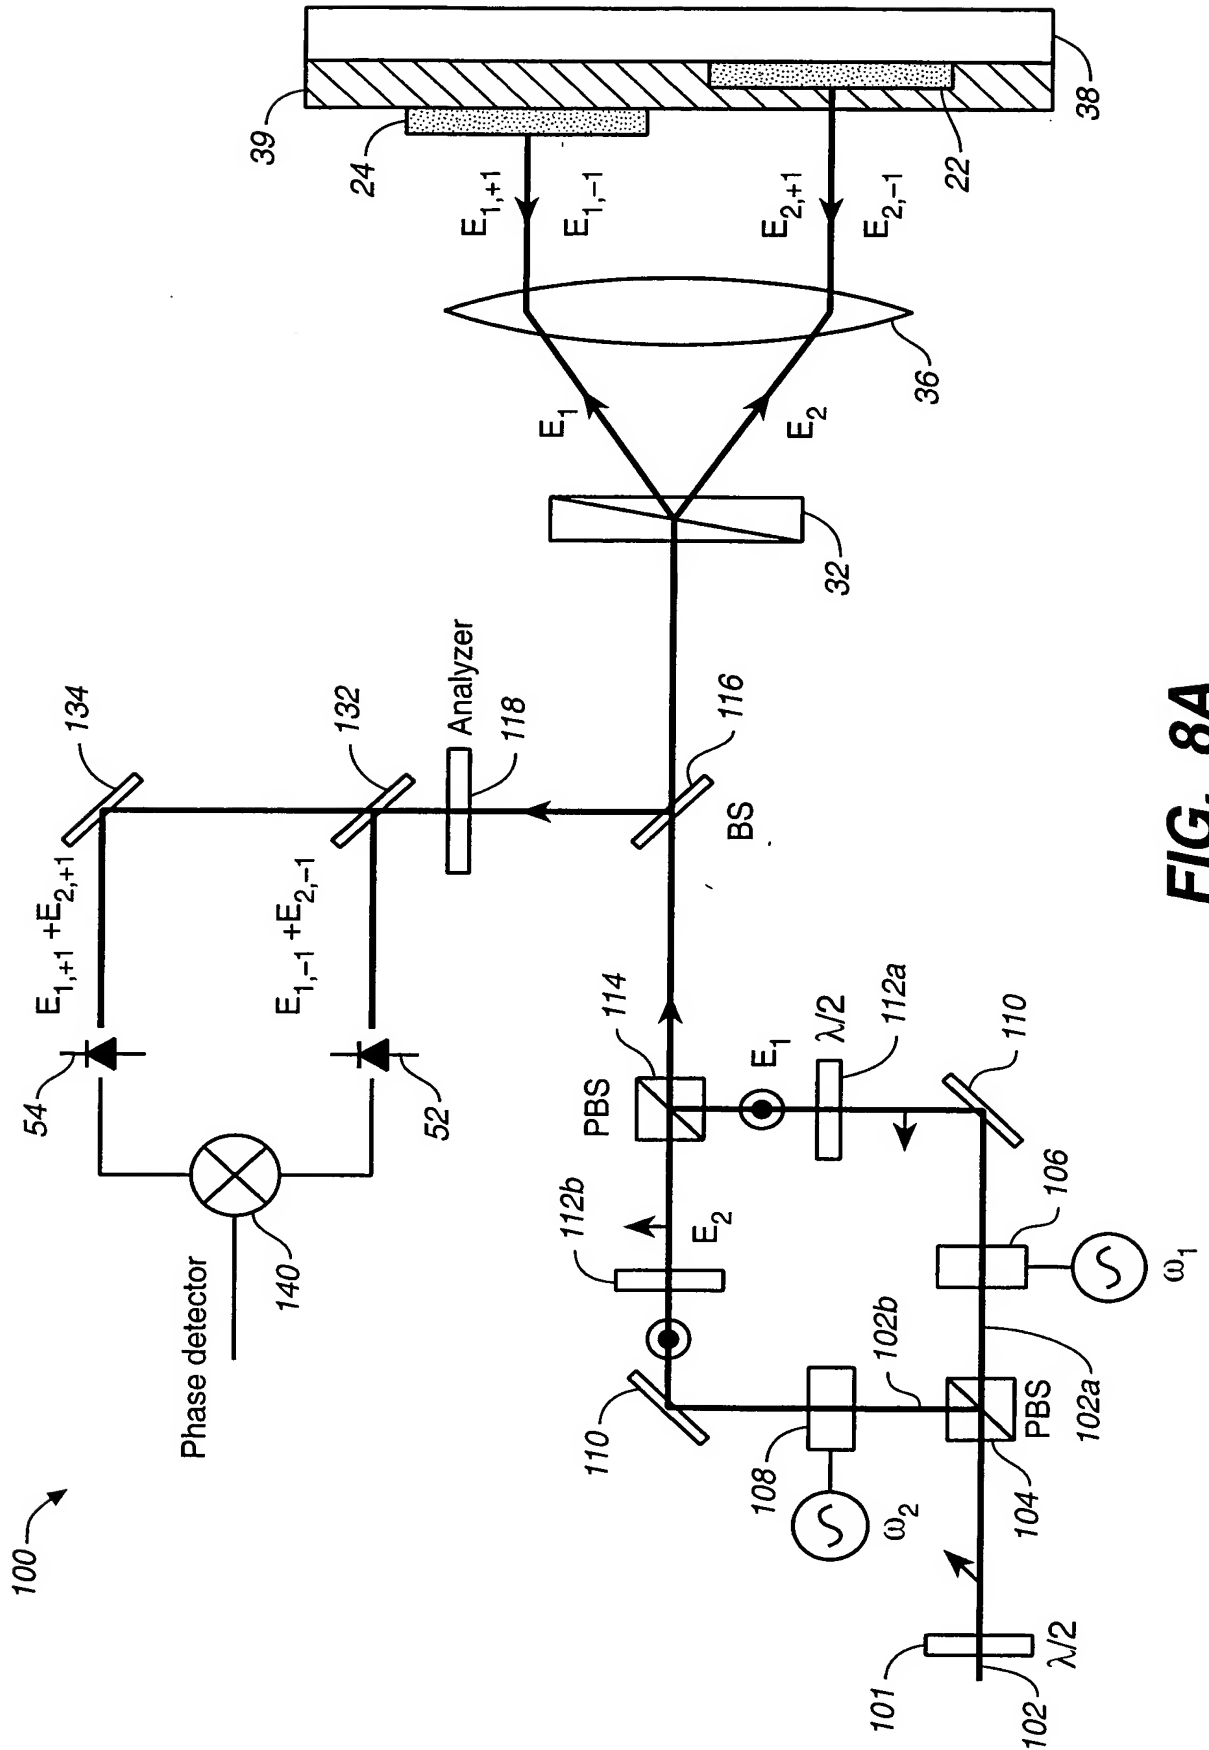 100
Phase detector
140
54
52
E1,+1 +E2,+1
E1,−1 +E2,−1
134
132
Analyzer
118
116
BS
32
E1
E2
36
E1,+1
E1,−1
E2,+1
E2,−1
24
39
22
38
101
102
λ/2
104
PBS
102a
102b
108
ω2
106
ω1
110
110
112b
E2
112a
λ/2
E1
PBS
114
FIG. 8A